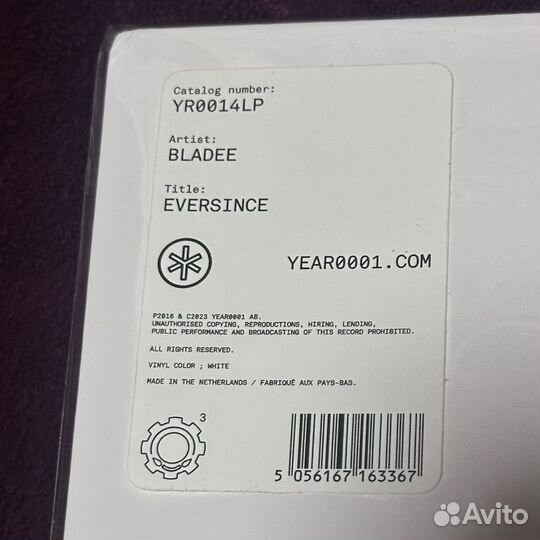 Catalog number:
YR0014LP
Artist:
BLADEE
Title:
EVERSINCE
YEAR0001.COM
P2016 & C2023 YEAR0001 AB.
UNAUTHORISED COPYING, REPRODUCTIONS, HIRING, LENDING,
PUBLIC PERFORMANCE AND BROADCASTING OF THIS RECORD PROHIBITED.
ALL RIGHTS RESERVED.
VINYL COLOR ; WHITE
MADE IN THE NETHERLANDS / FABRIQUÉ AUX PAYS-BAS.
3
5 056167 163367
Avito